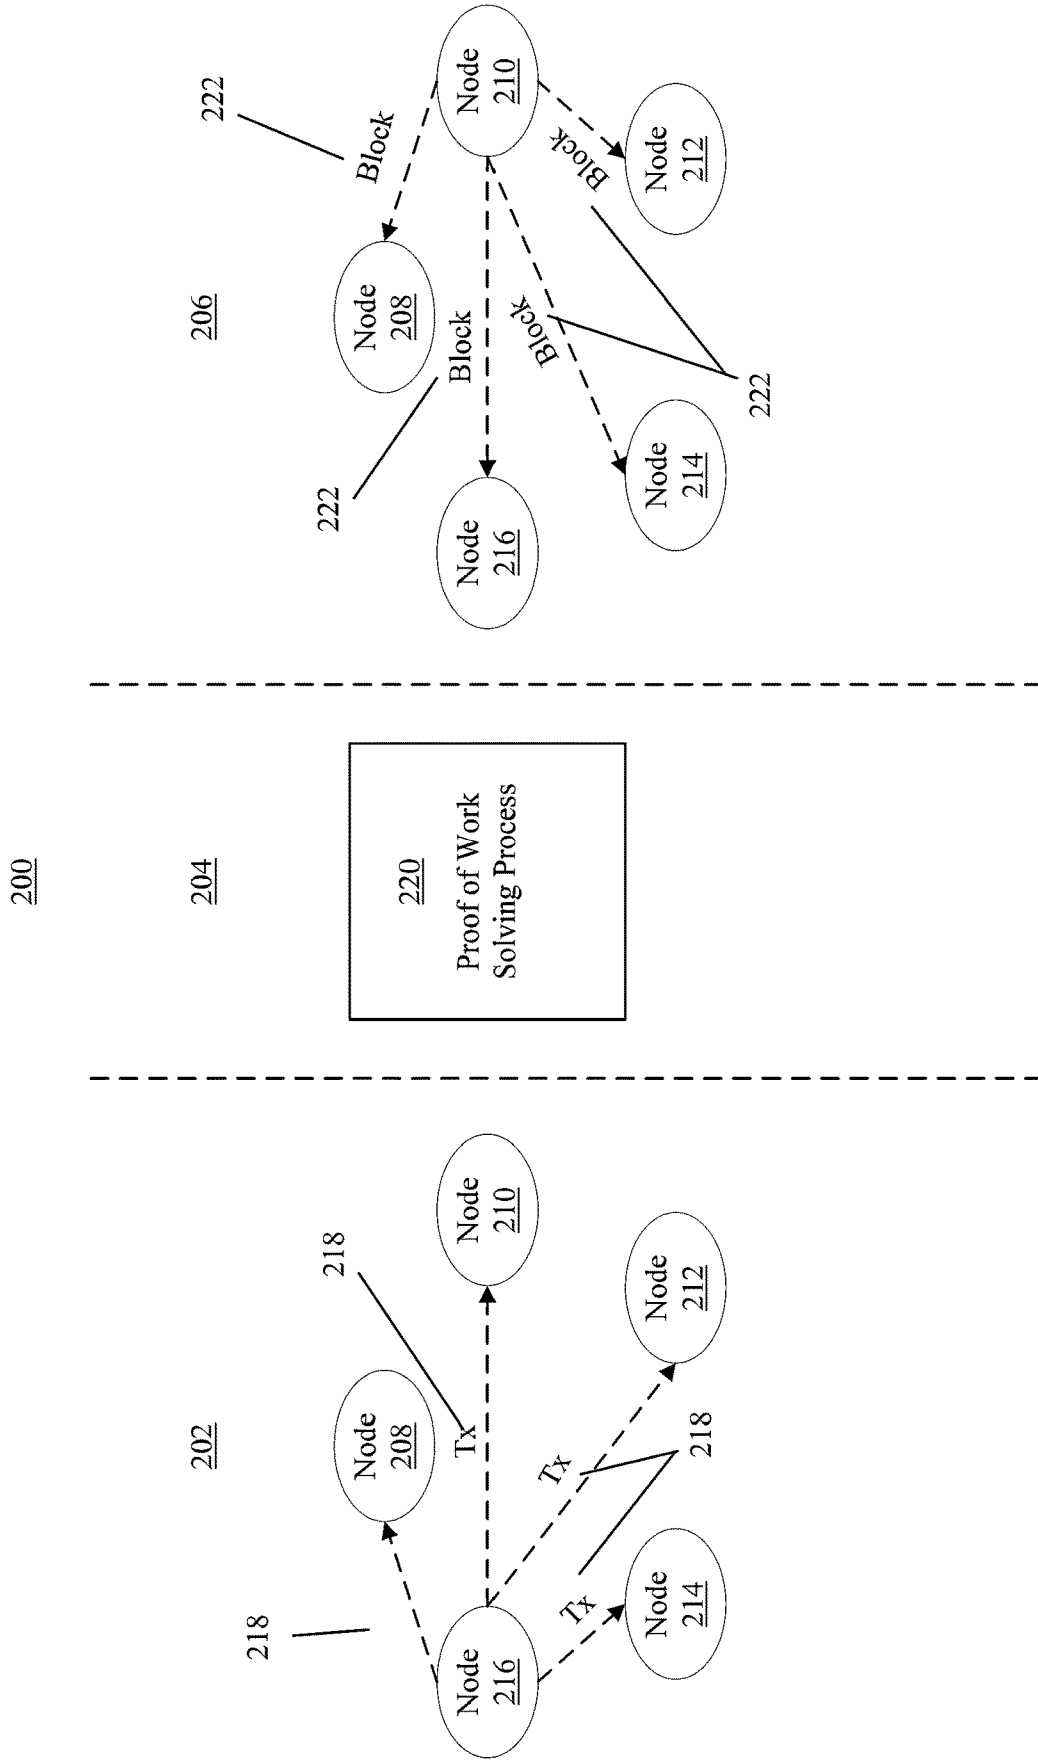 200
202
218
Node
208
218
Tx
Node
216
Node
210
Tx
Tx
Node
214
Node
212
218
204
220
Proof of Work
Solving Process
206
222
222
Node
208
Block
Node
216
Block
Node
210
Block
Block
Node
214
Node
212
222